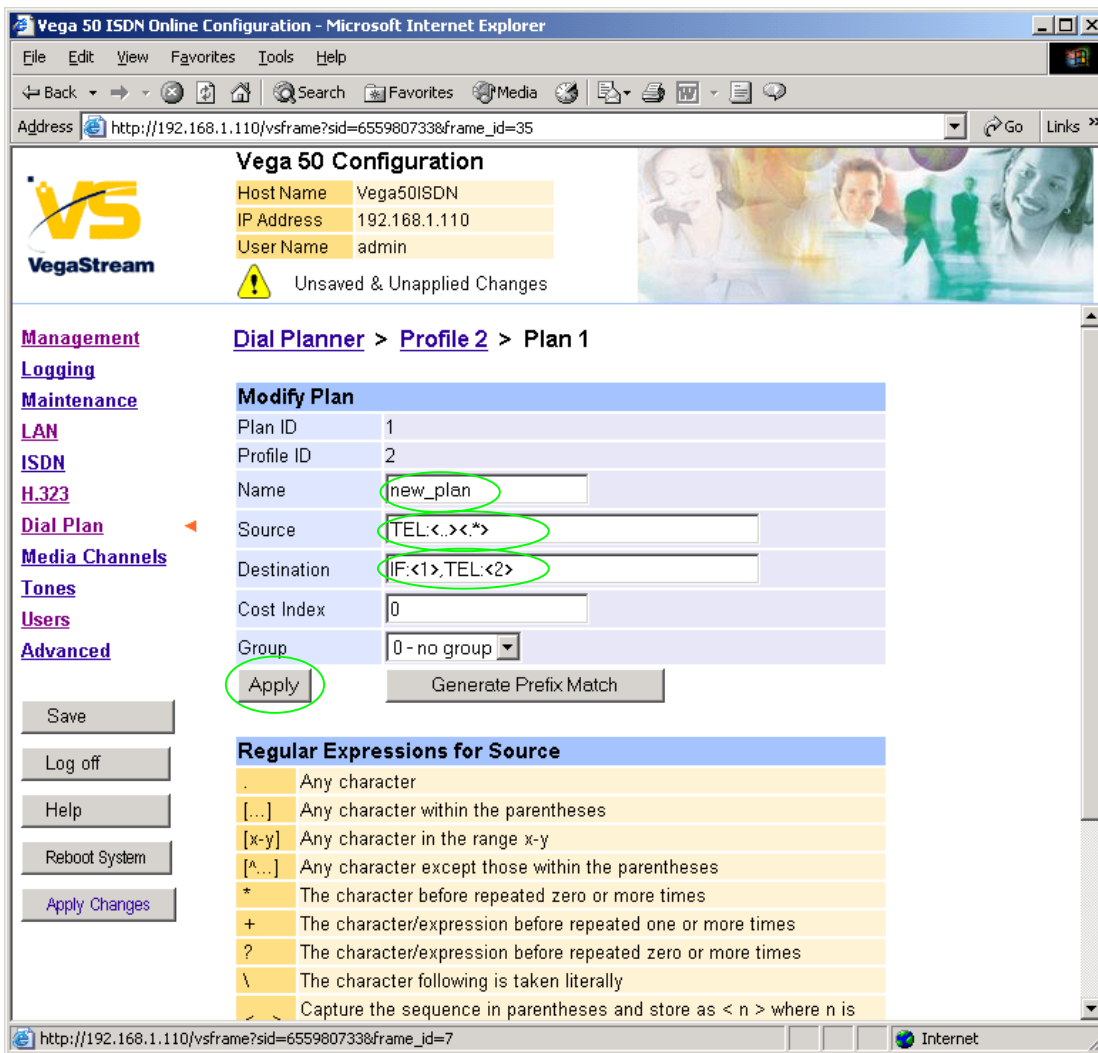 Vega 50 ISDN Online Configuration - Microsoft Internet Explorer
File Edit View Favorites Tools Help
Back Search Favorites Media
Address http://192.168.1.110/vsframe?sid=655980733&frame_id=35 Go Links »
VS
VegaStream
Vega 50 Configuration
Host Name Vega50ISDN
IP Address 192.168.1.110
User Name admin
Unsaved & Unapplied Changes
Management
Logging
Maintenance
LAN
ISDN
H.323
Dial Plan
Media Channels
Tones
Users
Advanced
Save
Log off
Help
Reboot System
Apply Changes
Dial Planner > Profile 2 > Plan 1
Modify Plan
Plan ID 1
Profile ID 2
Name new_plan
Source TEL:<..><.*>
Destination IF:<1>,TEL:<2>
Cost Index 0
Group 0 - no group
Apply Generate Prefix Match
Regular Expressions for Source
. Any character
[...] Any character within the parentheses
[x-y] Any character in the range x-y
[^...] Any character except those within the parentheses
* The character before repeated zero or more times
+ The character/expression before repeated one or more times
? The character/expression before repeated zero or more times
\ The character following is taken literally
Capture the sequence in parentheses and store as < n > where n is
http://192.168.1.110/vsframe?sid=655980733&frame_id=7 Internet